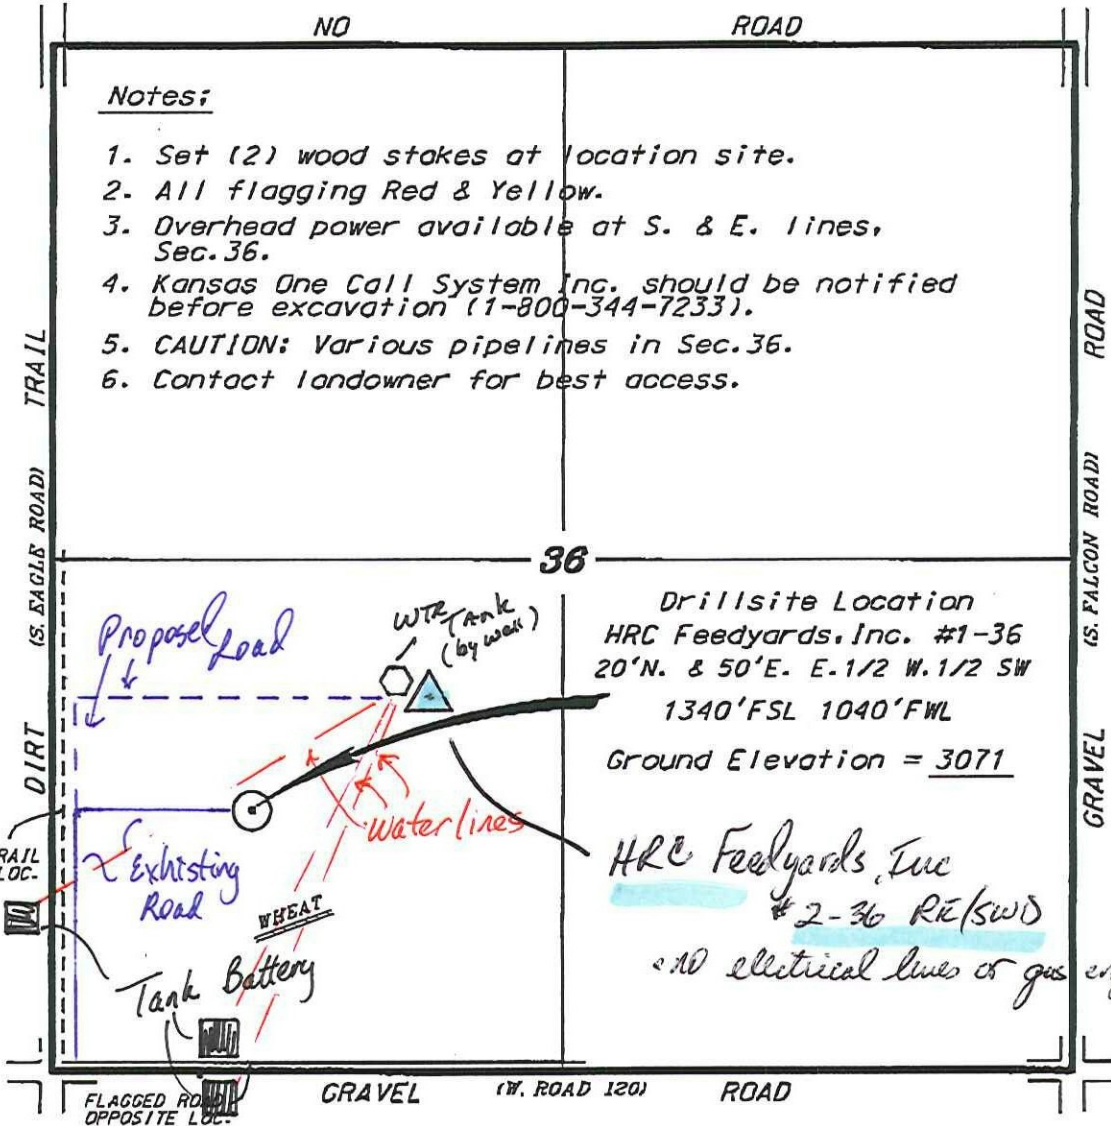 NO ROAD
Notes:
1. Set (2) wood stakes at location site.
2. All flagging Red & Yellow.
3. Overhead power available at S. & E. lines,
Sec. 36.
4. Kansas One Call System Inc. should be notified
before excavation (1-800-344-7233).
5. CAUTION: Various pipelines in Sec. 36.
6. Contact landowner for best access.
DIRT (S. EAGLE ROAD) TRAIL
GRAVEL (S. FALCON ROAD) ROAD
36
Proposed Road
WTR Tank
(by well)
Drillsite Location
HRC Feedyards, Inc. #1-36
20'N. & 50'E. E.1/2 W.1/2 SW
1340'FSL 1040'FWL
Ground Elevation = 3071
Waterlines
Exhisting
Road
RAIL
LOC.
WHEAT
Tank Battery
HRC Feedyards, Inc
# 2-36 RE/SWD
no electrical lines or gas
GRAVEL (W. ROAD 120) ROAD
FLAGGED ROAD
OPPOSITE LOC.